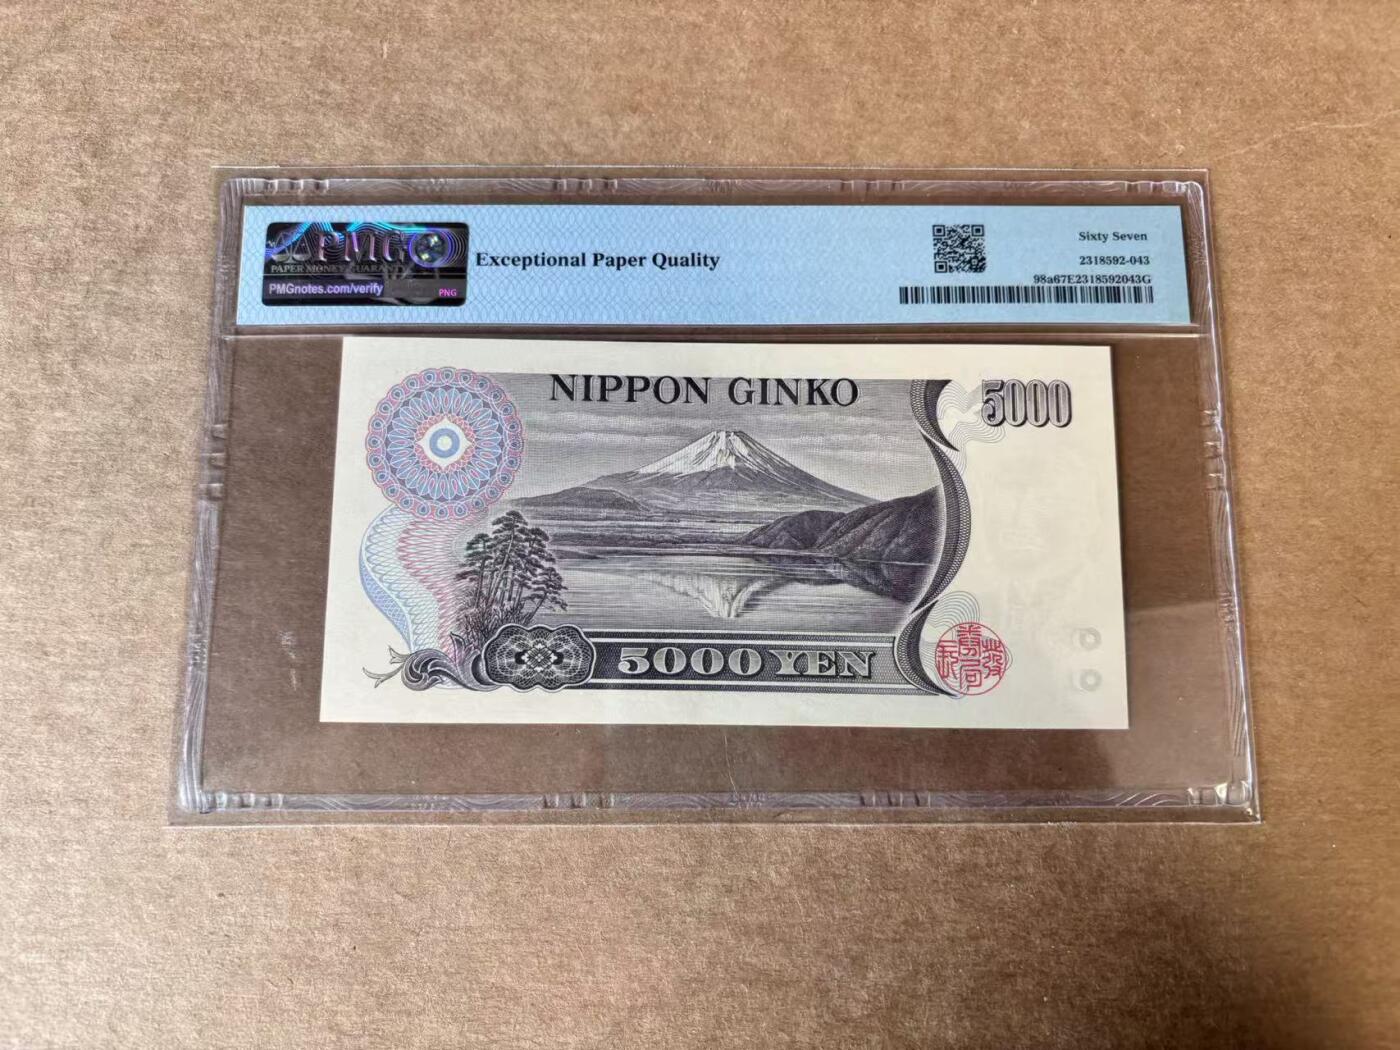 PMG
PAPER MONEY GUARANTY
PMGnotes.com/verify
PNG
Exceptional Paper Quality
Sixty Seven
2318592-043
98a67E2318592043G
NIPPON GINKO
5000
5000 YEN